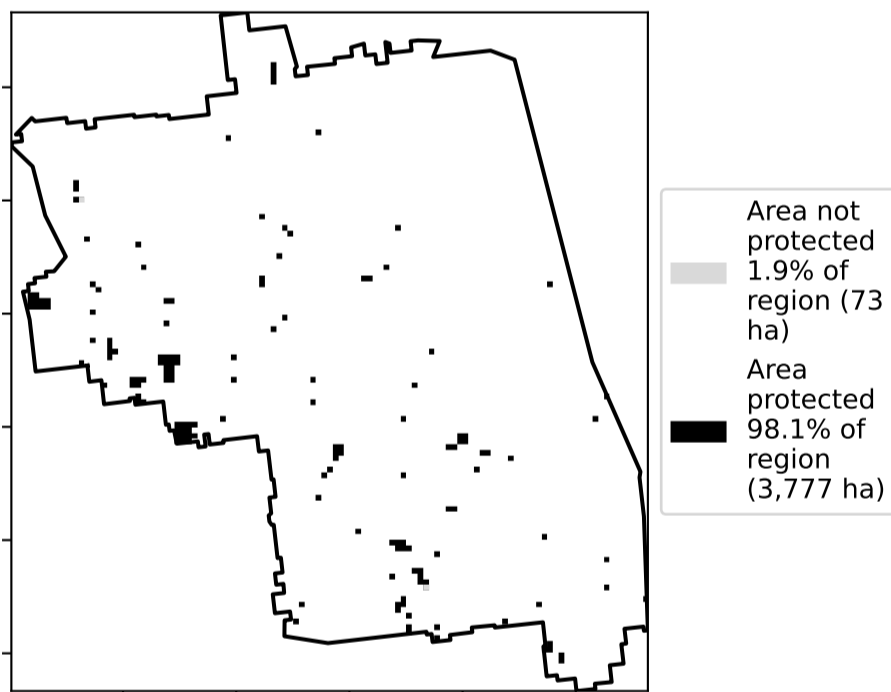 Area not
protected
1.9% of
region (73
ha)
Area
protected
98.1% of
region
(3,777 ha)